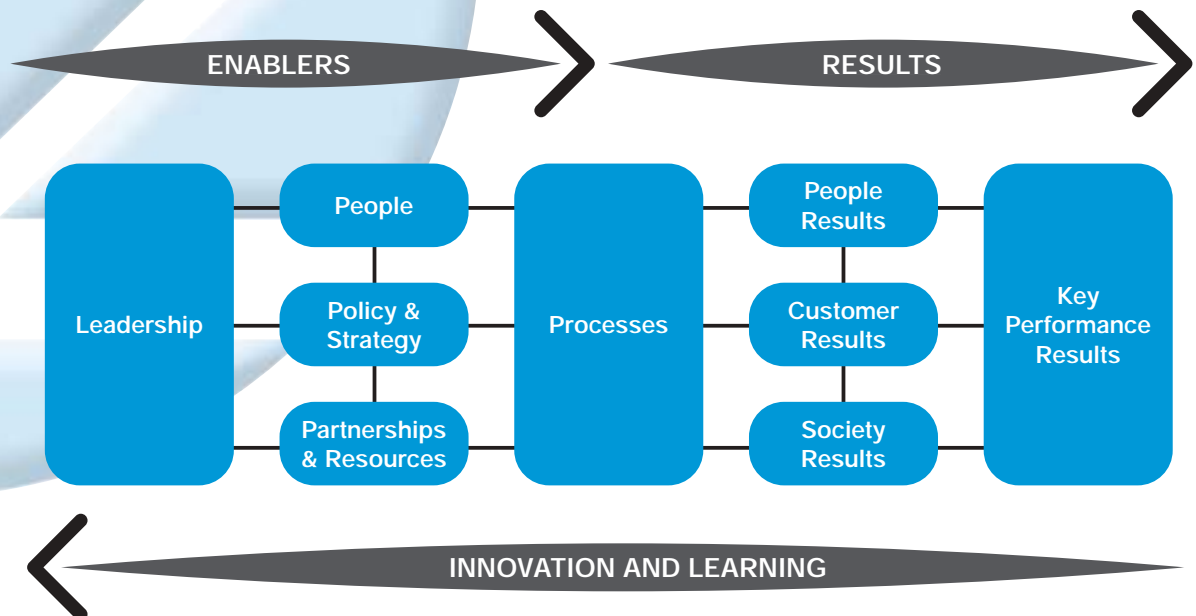 ENABLERS
RESULTS
Leadership
People
Policy &
Strategy
Partnerships
& Resources
Processes
People
Results
Customer
Results
Society
Results
Key
Performance
Results
INNOVATION AND LEARNING